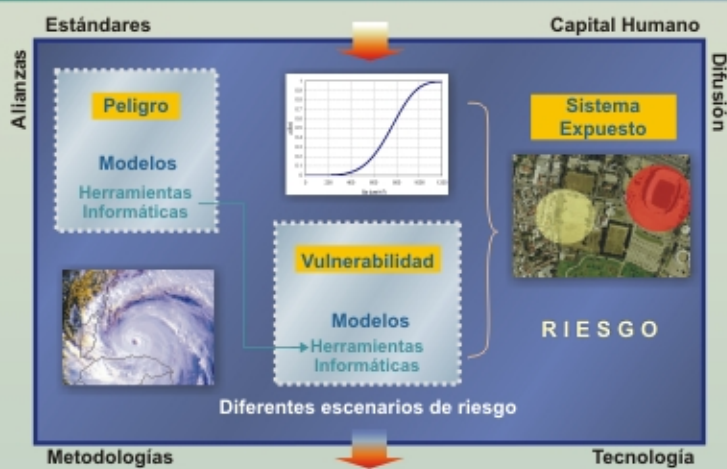 Estándares
Capital Humano
Alianzas
Difusión
Peligro
Modelos
Herramientas
Informáticas
Vulnerabilidad
Modelos
Herramientas
Informáticas
Sistema
Expuesto
RIESGO
Diferentes escenarios de riesgo
Metodologías
Tecnología